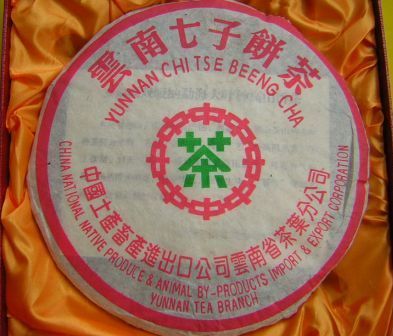 雲南七子餅茶
YUNNAN CHI TSE BEENG CHA
茶
中國土產畜產進出口公司雲南省茶葉分公司
CHINA NATIONAL NATIVE PRODUCE & ANIMAL BY-PRODUCTS IMPORT & EXPORT CORPORATION
YUNNAN TEA BRANCH